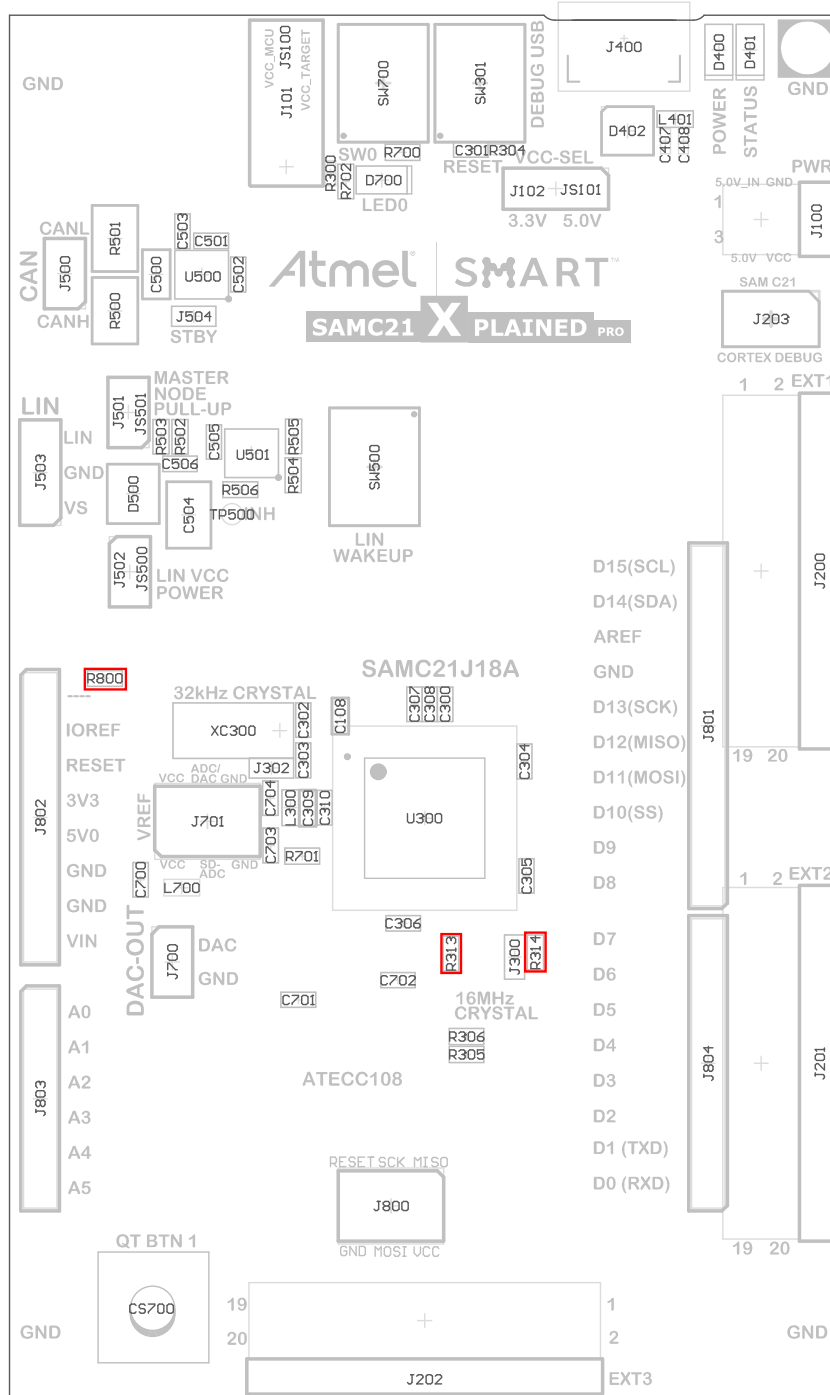 VCC_MCU JS100
J101 VCC_TARGET
SW700
SW301
DEBUG USB
J400
D400
D401
GND
GND
POWER
STATUS
D402
L401
C407
C408
SW0
R700
C301R304
RESET
VCC-SEL
R300
R702
D700
LED0
J102
JS101
3.3V 5.0V
PWR
5.0V_IN GND
1
3
J100
5.0V VCC
CAN
CANL
J500
CANH
R501
R500
C500
C503
C501
U500
C502
J504
STBY
Atmel SMART™
SAMC21 X PLAINED PRO
SAM C21
J203
CORTEX DEBUG
1 2 EXT1
LIN
J503
LIN
GND
VS
J501
JS501
MASTER
NODE
PULL-UP
R503
R502
C506
C505
U501
R505
R504
R506
D500
C504
TP500
INH
SW500
LIN
WAKEUP
J502
JS500
LIN VCC
POWER
J200
D15(SCL)
D14(SDA)
AREF
GND
D13(SCK)
D12(MISO)
D11(MOSI)
D10(SS)
D9
D8
J801
19 20
R800
----
IOREF
RESET
3V3
5V0
GND
GND
VIN
J802
32kHz CRYSTAL
XC300
C302
C303
J302
C108
SAMC21J18A
C307
C308
C300
C304
U300
C305
VCC ADC/
DAC GND
VREF
J701
VCC SD-
ADC GND
C704
L300
C309
C310
C703
R701
C700
L700
1 2 EXT2
C306
R313
J300
R314
DAC-OUT
J700
DAC
GND
C702
C701
16MHz
CRYSTAL
R306
R305
D7
D6
D5
D4
D3
D2
D1 (TXD)
D0 (RXD)
J804
J201
A0
A1
A2
A3
A4
A5
J803
ATECC108
RESET SCK MISO
J800
GND MOSI VCC
19 20
QT BTN 1
CS700
GND
19
20
1
2
GND
J202
EXT3